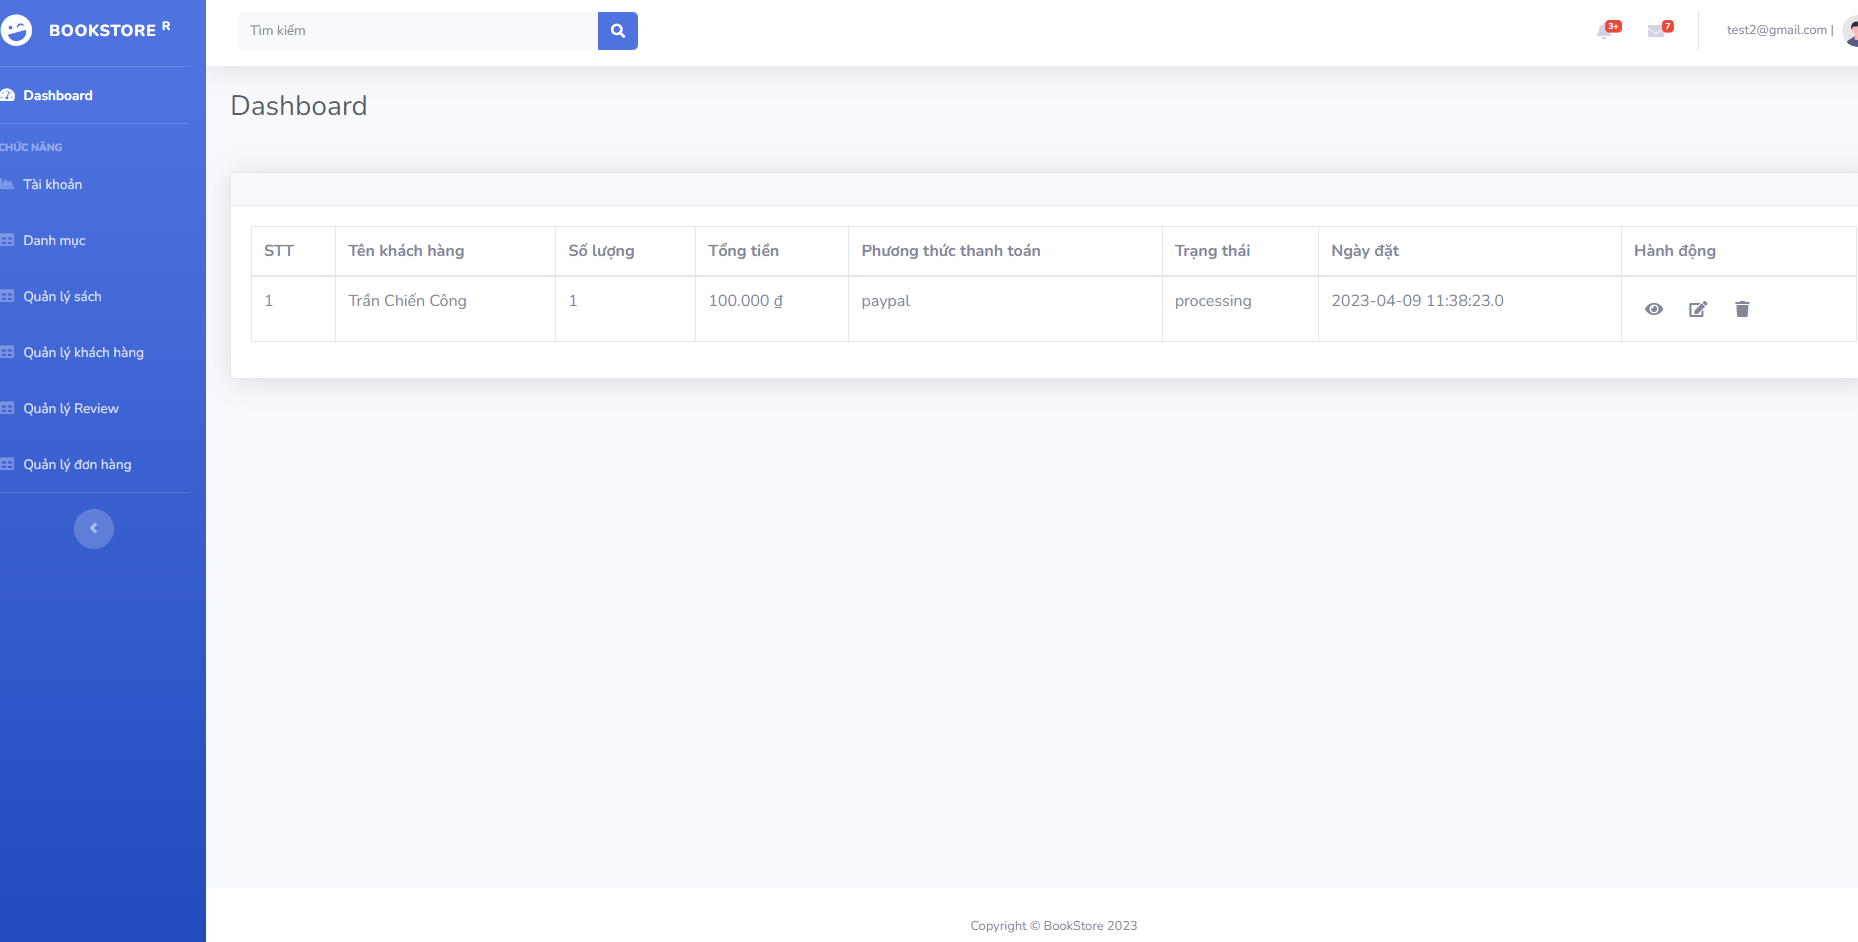 BOOKSTORE R
Tìm kiếm
3+
7
test2@gmail.com |
Dashboard
CHỨC NĂNG
Tài khoản
Danh mục
Quản lý sách
Quản lý khách hàng
Quản lý Review
Quản lý đơn hàng
Dashboard
STT Tên khách hàng Số lượng Tổng tiền Phương thức thanh toán Trạng thái Ngày đặt Hành động
1 Trần Chiến Công 1 100.000 ₫ paypal processing 2023-04-09 11:38:23.0
Copyright © BookStore 2023